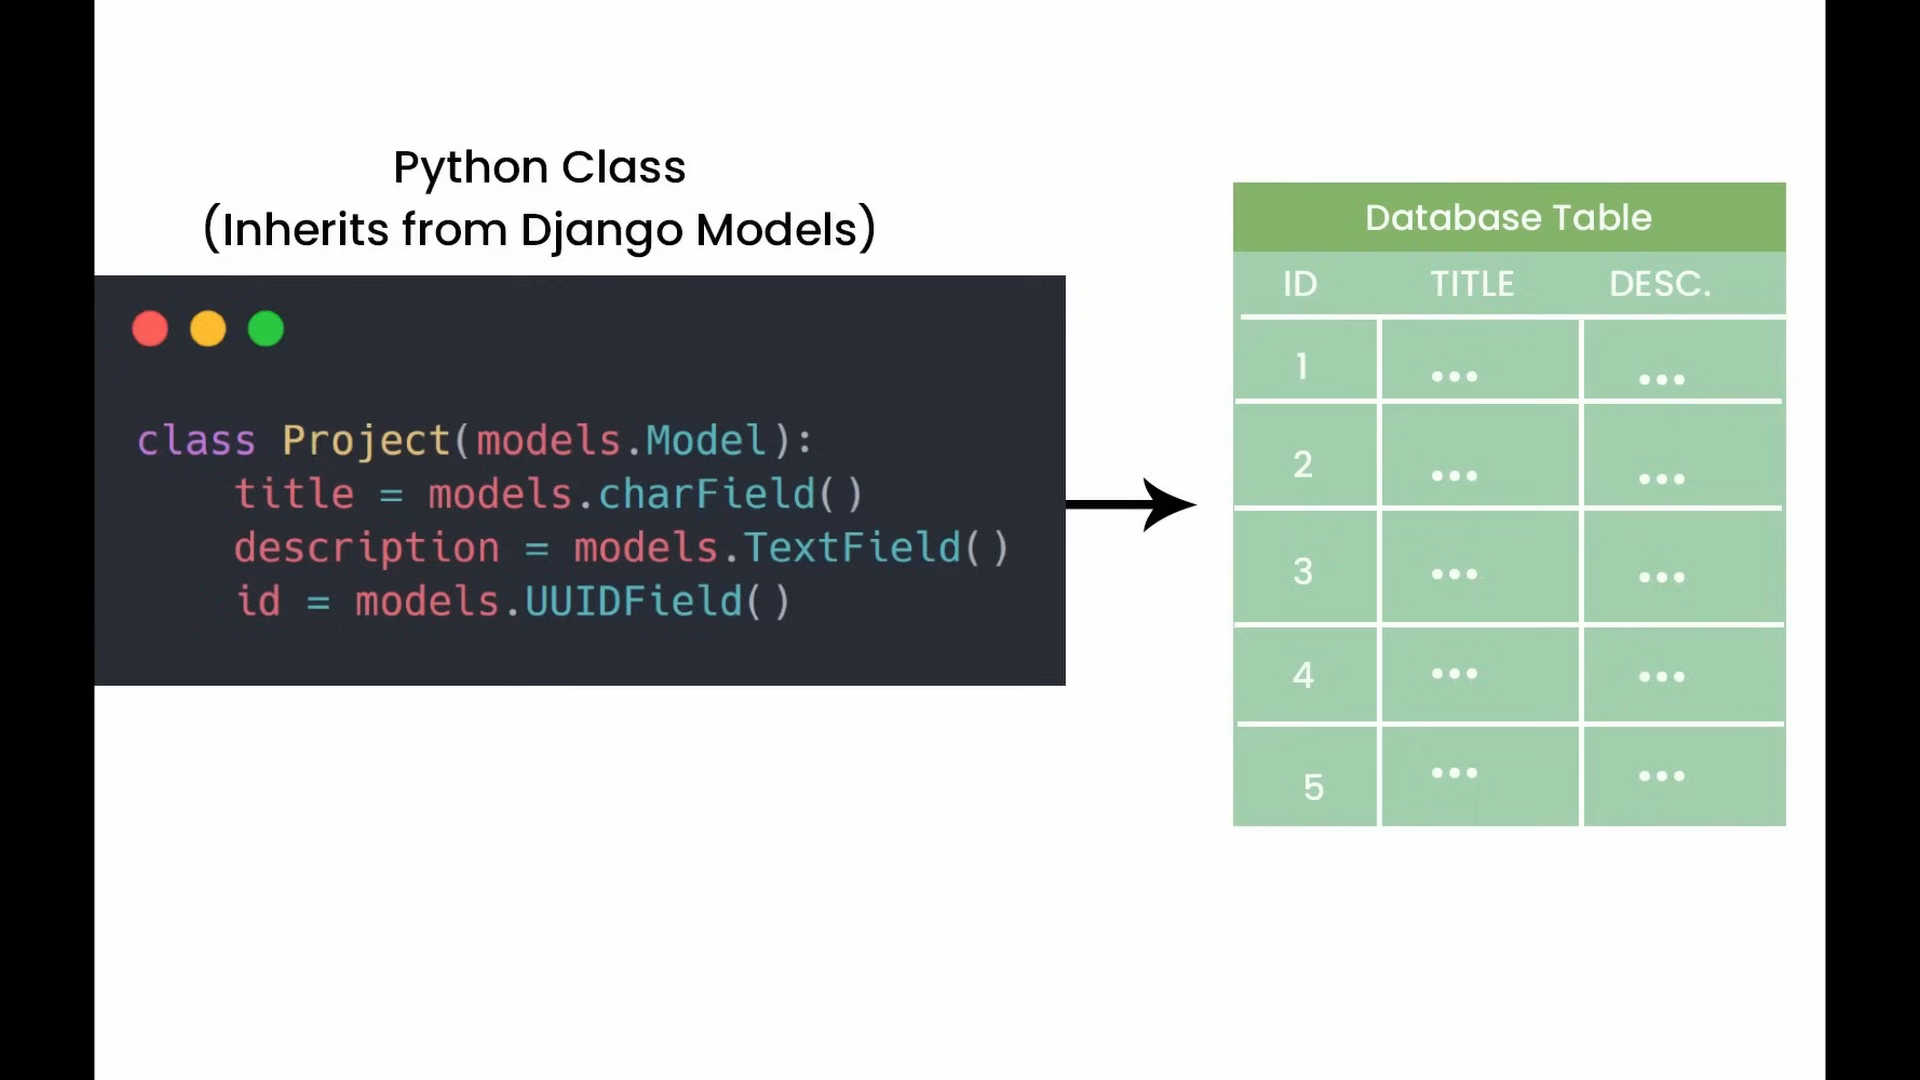 Python Class
(Inherits from Django Models)
class Project(models.Model):
    title = models.charField()
    description = models.TextField()
    id = models.UUIDField()
Database Table
ID TITLE DESC.
1 ... ...
2 ... ...
3 ... ...
4 ... ...
5 ... ...